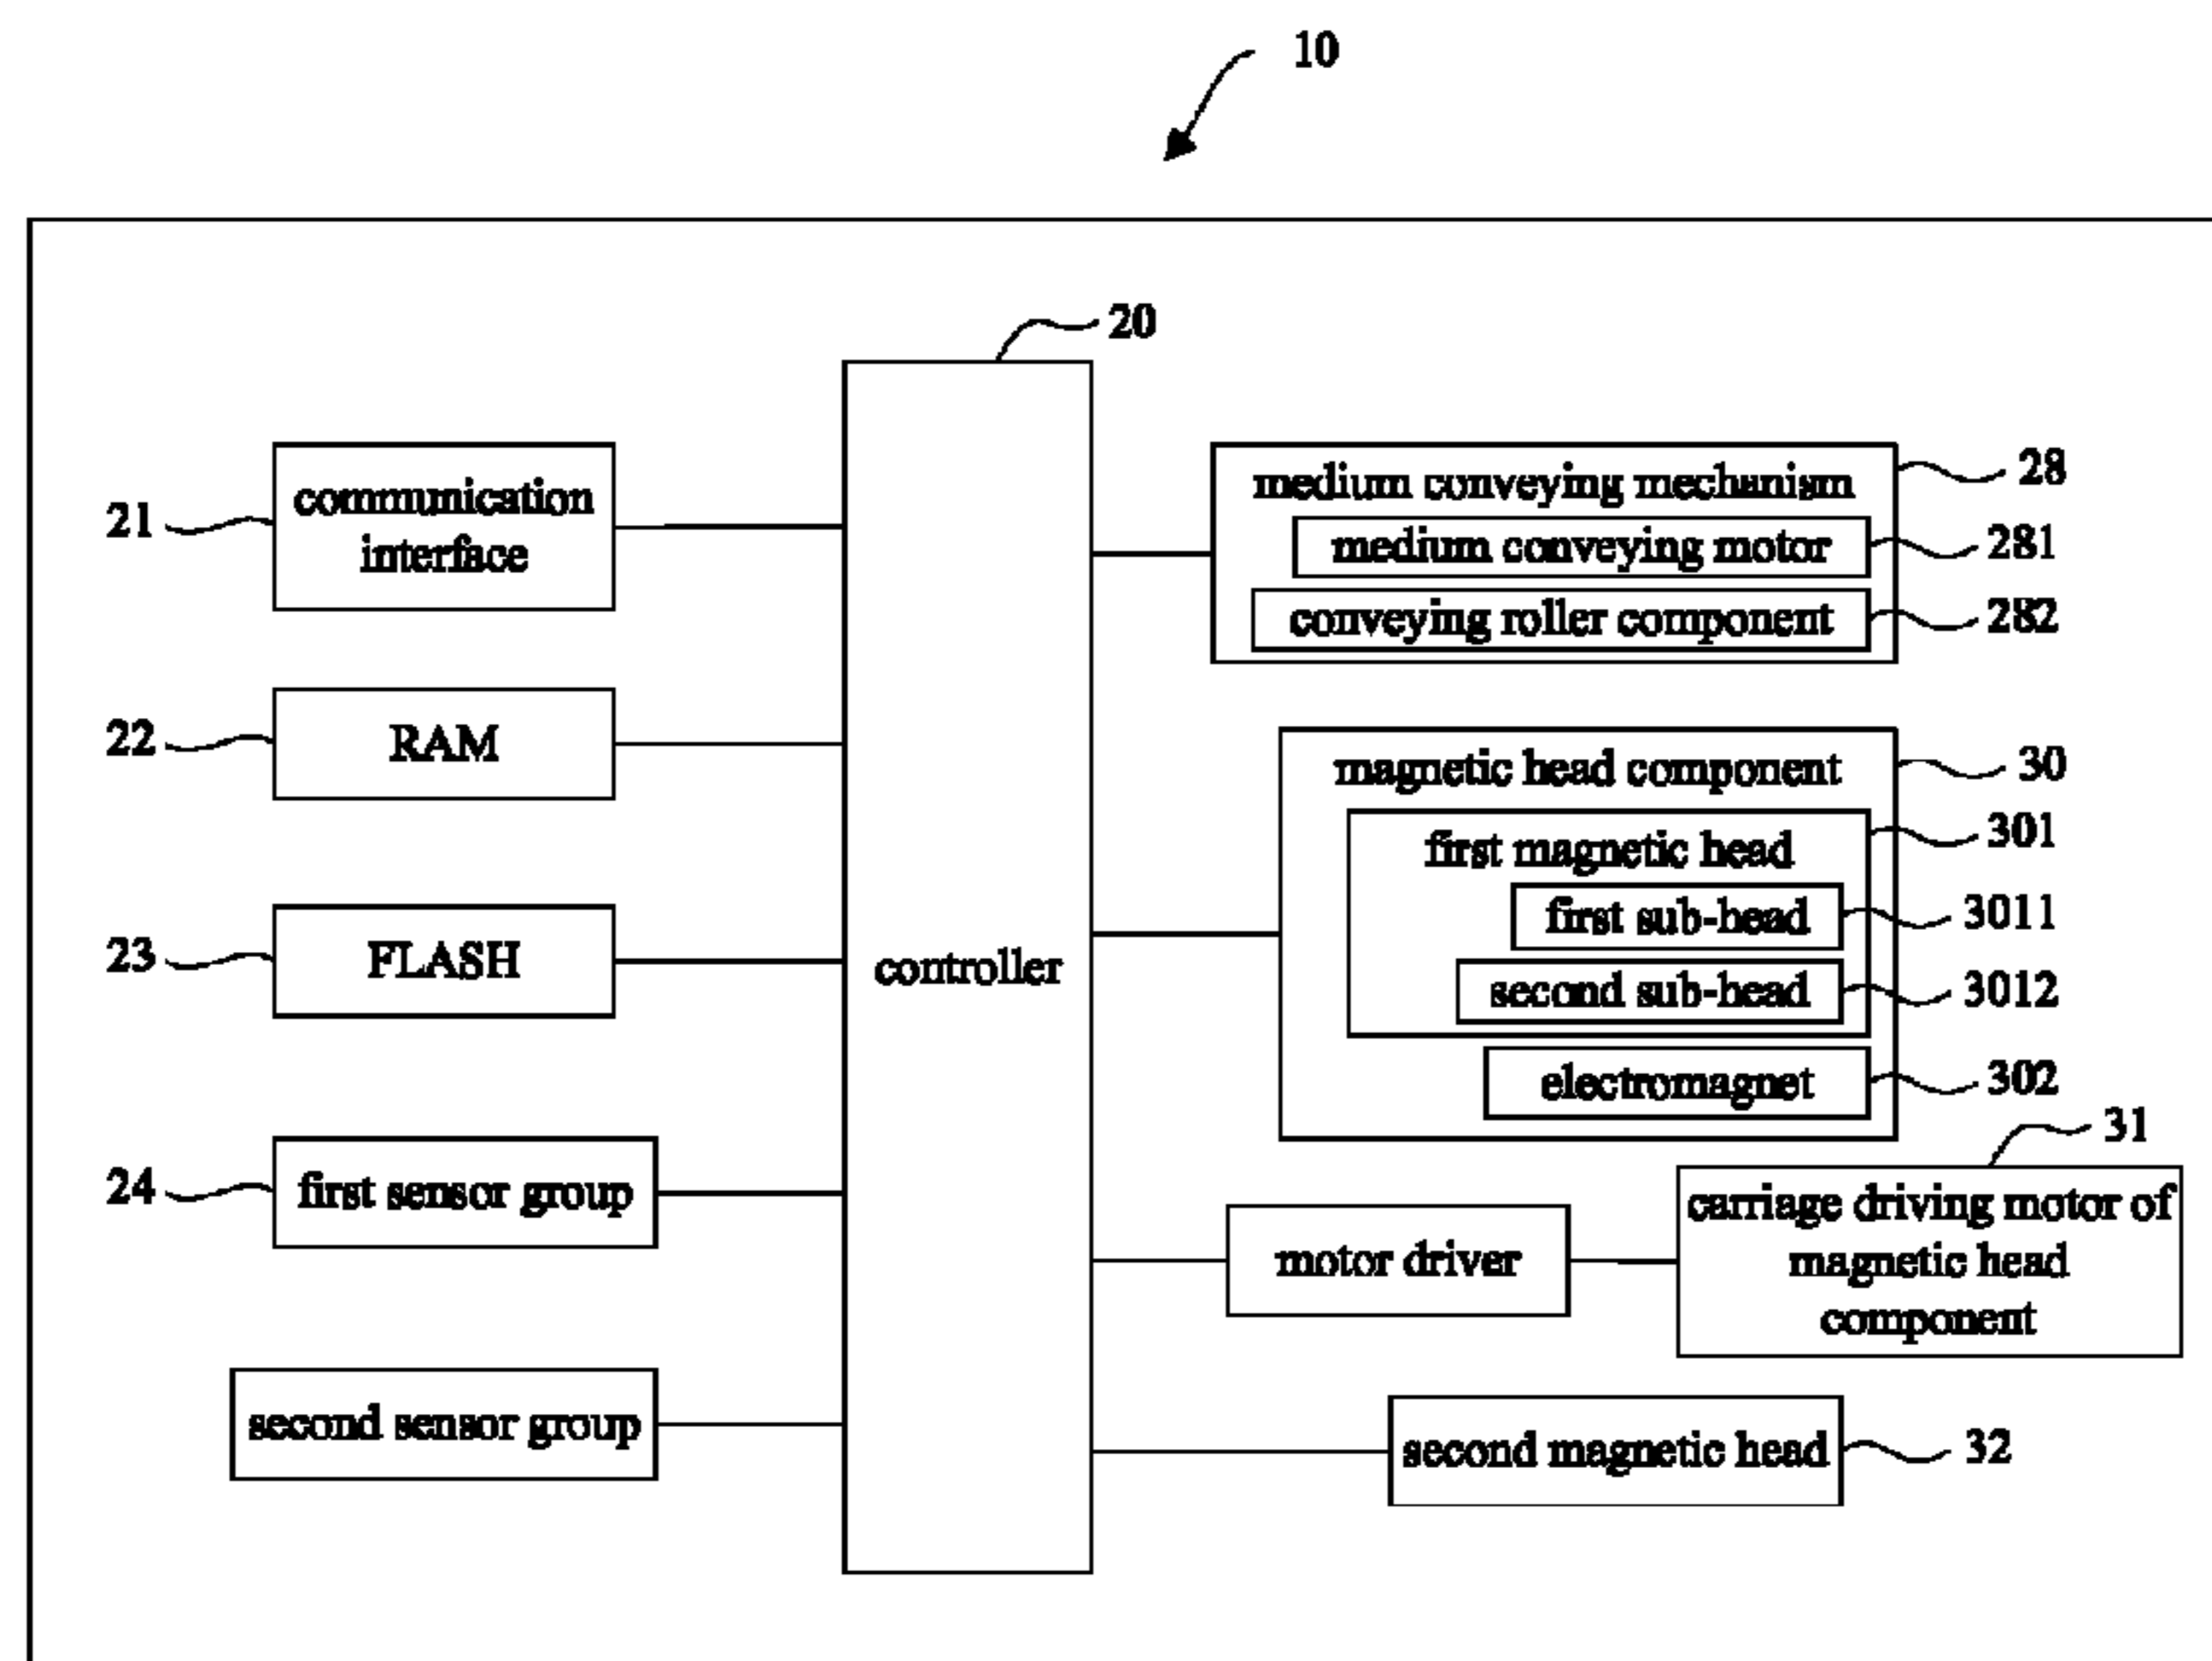 10
20
21
communication
interface
22
RAM
23
FLASH
24
first sensor group
second sensor group
controller
medium conveying mechanism
28
medium conveying motor
281
conveying roller component
282
magnetic head component
30
first magnetic head
301
first sub-head
3011
second sub-head
3012
electromagnet
302
31
motor driver
carriage driving motor of
magnetic head
component
second magnetic head
32